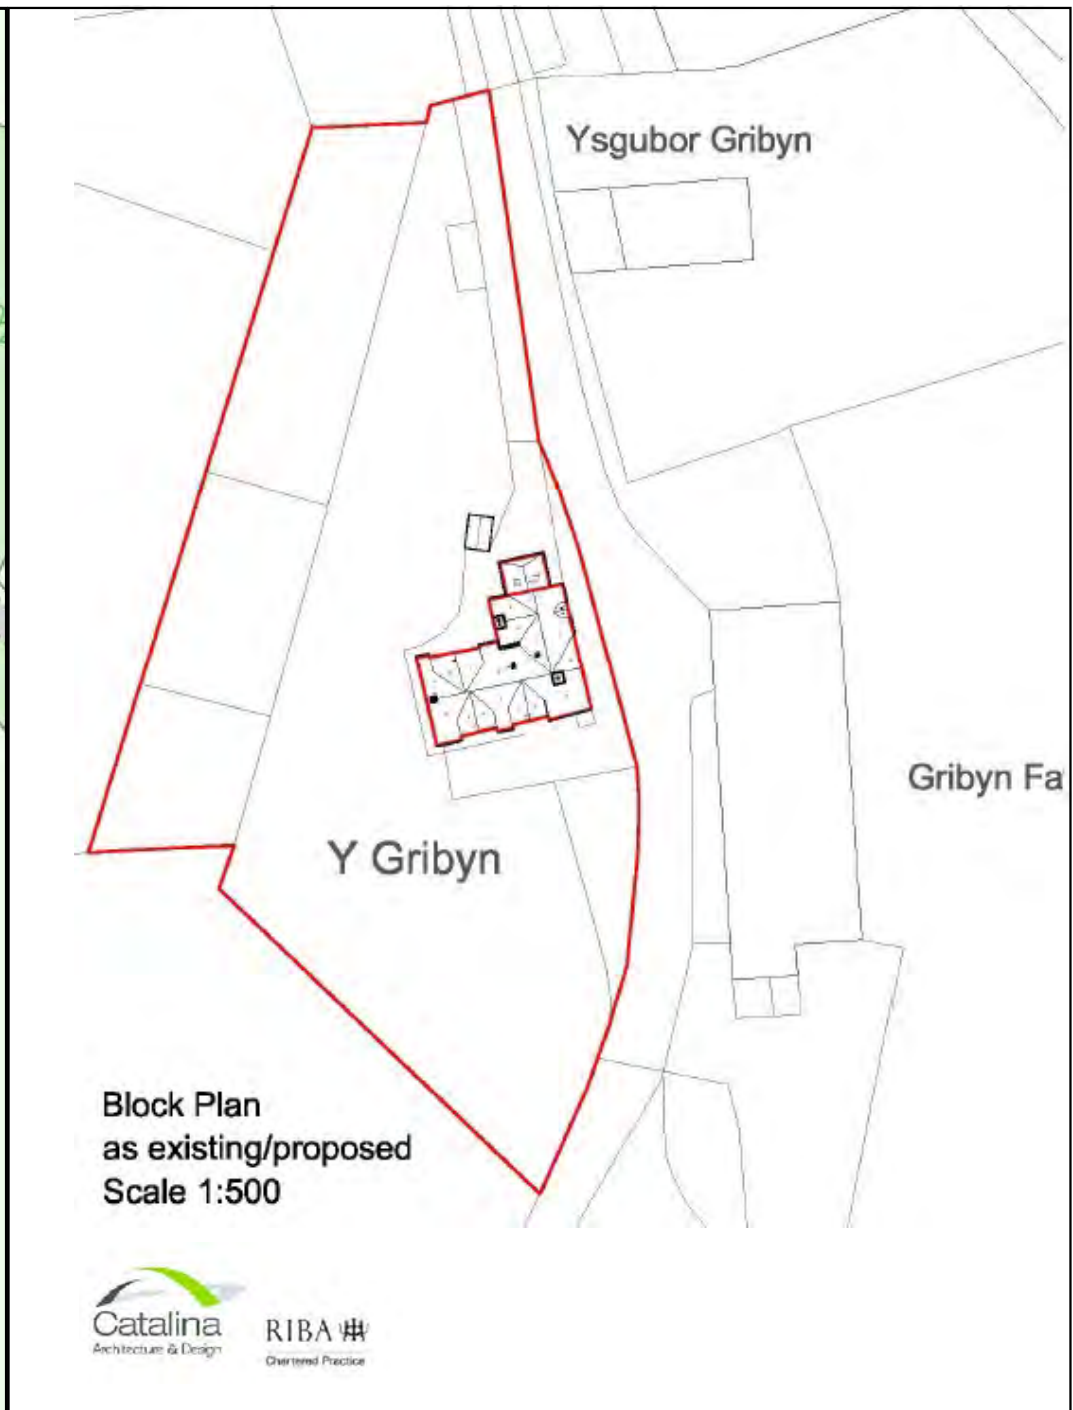 Ysgubor Gribyn
Gribyn Fa
Y Gribyn
Block Plan
as existing/proposed
Scale 1:500
Catalina
Architecture & Design
RIBA
Chartered Practice